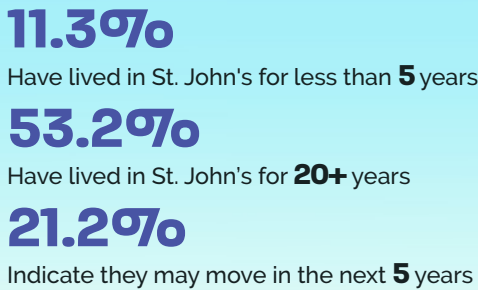 11.3%
Have lived in St. John's for less than 5 years
53.2%
Have lived in St. John’s for 20+ years
21.2%
Indicate they may move in the next 5 years